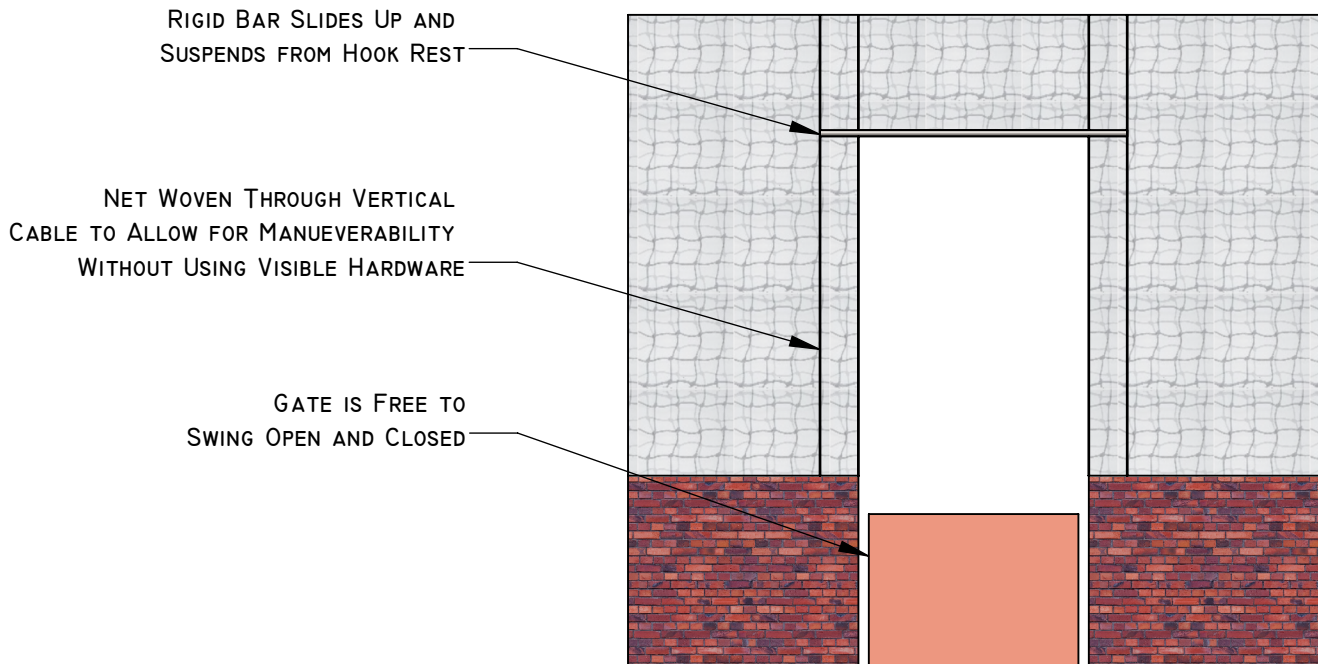 Rigid Bar Slides Up and
Suspends from Hook Rest
Net Woven Through Vertical
Cable to Allow for Manueverability
Without Using Visible Hardware
Gate is Free to
Swing Open and Closed